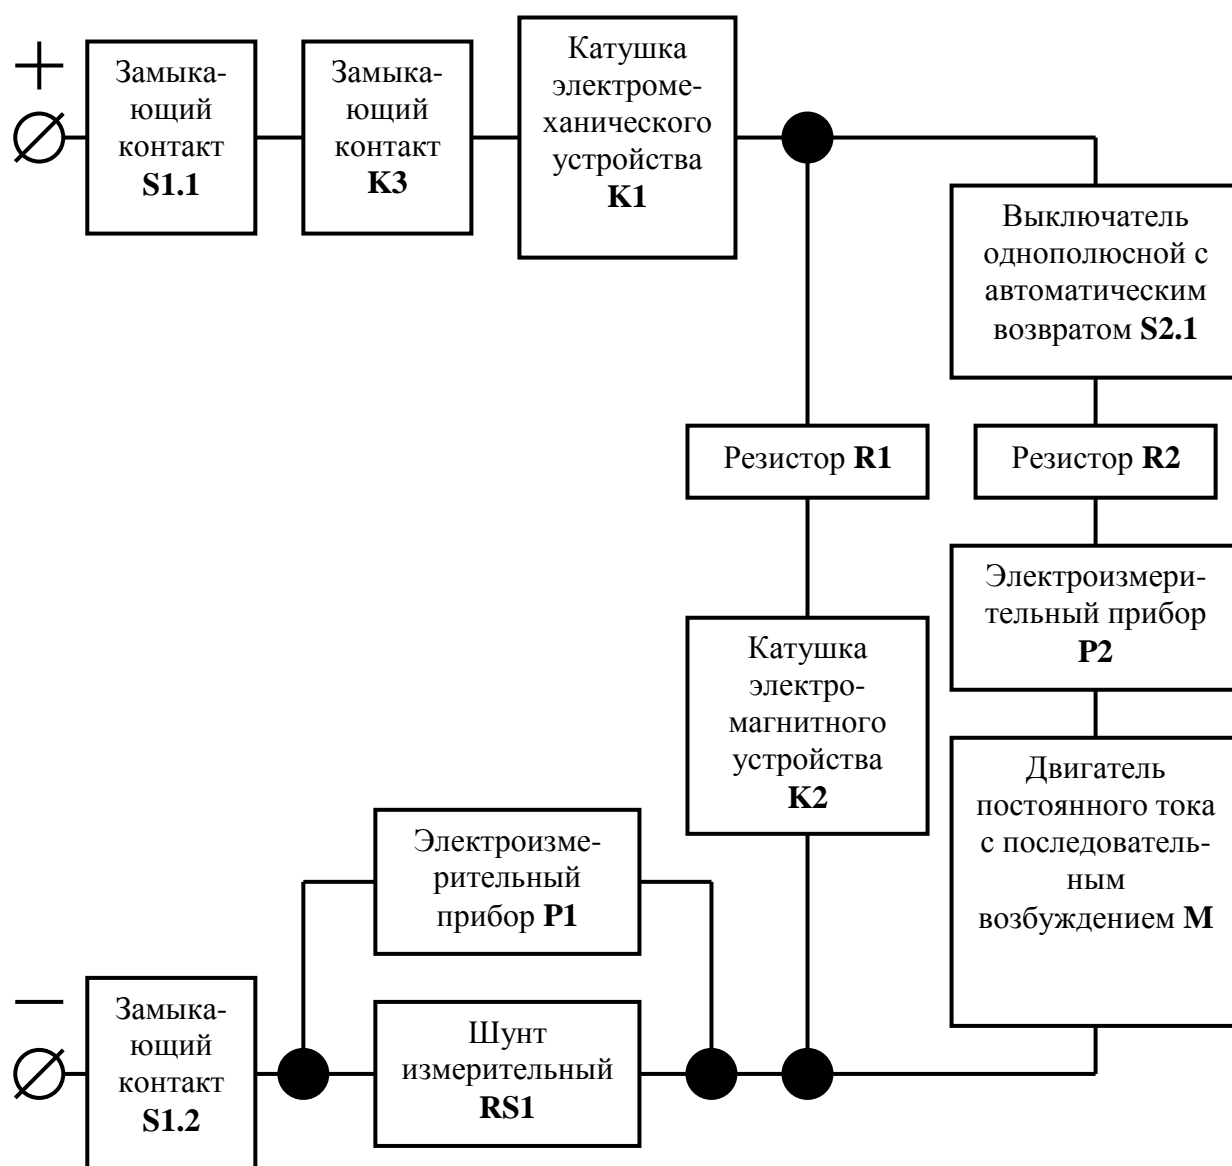 +
Замыка-
ющий
контакт
S1.1
Замыка-
ющий
контакт
K3
Катушка
электроме-
ханического
устройства
K1
Выключатель
однополюсной с
автоматическим
возвратом S2.1
Резистор R1
Резистор R2
Электроизмери-
тельный прибор
P2
Катушка
электро-
магнитного
устройства
K2
Двигатель
постоянного тока
с последователь-
ным
возбуждением M
Электроизме-
рительный
прибор P1
—
Замыка-
ющий
контакт
S1.2
Шунт
измерительный
RS1